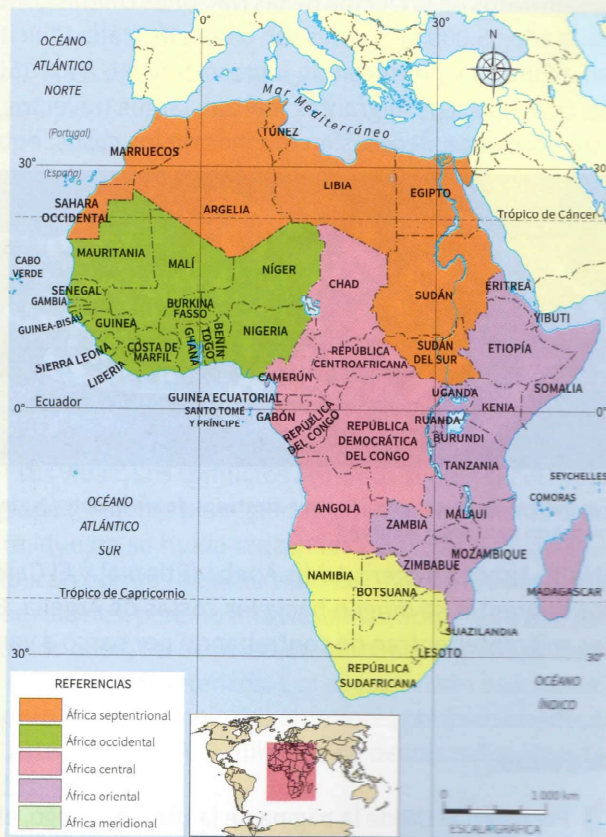 0°
30°
OCÉANO
ATLÁNTICO
NORTE
N
Mar Mediterráneo
(Portugal)
TÚNEZ
MARRUECOS
30°
(España)
LIBIA
EGIPTO
SAHARA
OCCIDENTAL
ARGELIA
Trópico de Cáncer
MAURITANIA
CABO
VERDE
MALÍ
NÍGER
CHAD
ERITREA
SENEGAL
GAMBIA
BURKINA
FASSO
SUDÁN
YIBUTI
GUINEA-BISÁU
GUINEA
NIGERIA
BENÍN
TOGO
GHANA
COSTA DE
MARFIL
SIERRA LEONA
LIBERIA
SUDÁN
DEL SUR
ETIOPÍA
REPÚBLICA
CENTROAFRICANA
CAMERÚN
SOMALIA
UGANDA
GUINEA ECUATORIAL
KENIA
Ecuador
0°
0°
SANTO TOMÉ
Y PRÍNCIPE
GABÓN
REPÚBLICA
DEL CONGO
REPÚBLICA
DEMOCRÁTICA
DEL CONGO
RUANDA
BURUNDI
TANZANIA
SEYCHELLES
COMORAS
OCÉANO
ATLÁNTICO
SUR
ANGOLA
MALAUI
ZAMBIA
MOZAMBIQUE
ZIMBABUE
NAMIBIA
BOTSUANA
MADAGASCAR
Trópico de Capricornio
SUAZILANDIA
LESOTO
30°
30°
REPÚBLICA
SUDAFRICANA
OCÉANO
ÍNDICO
REFERENCIAS
África septentrional
África occidental
África central
África oriental
África meridional
0
1.000 km
ESCALA GRÁFICA